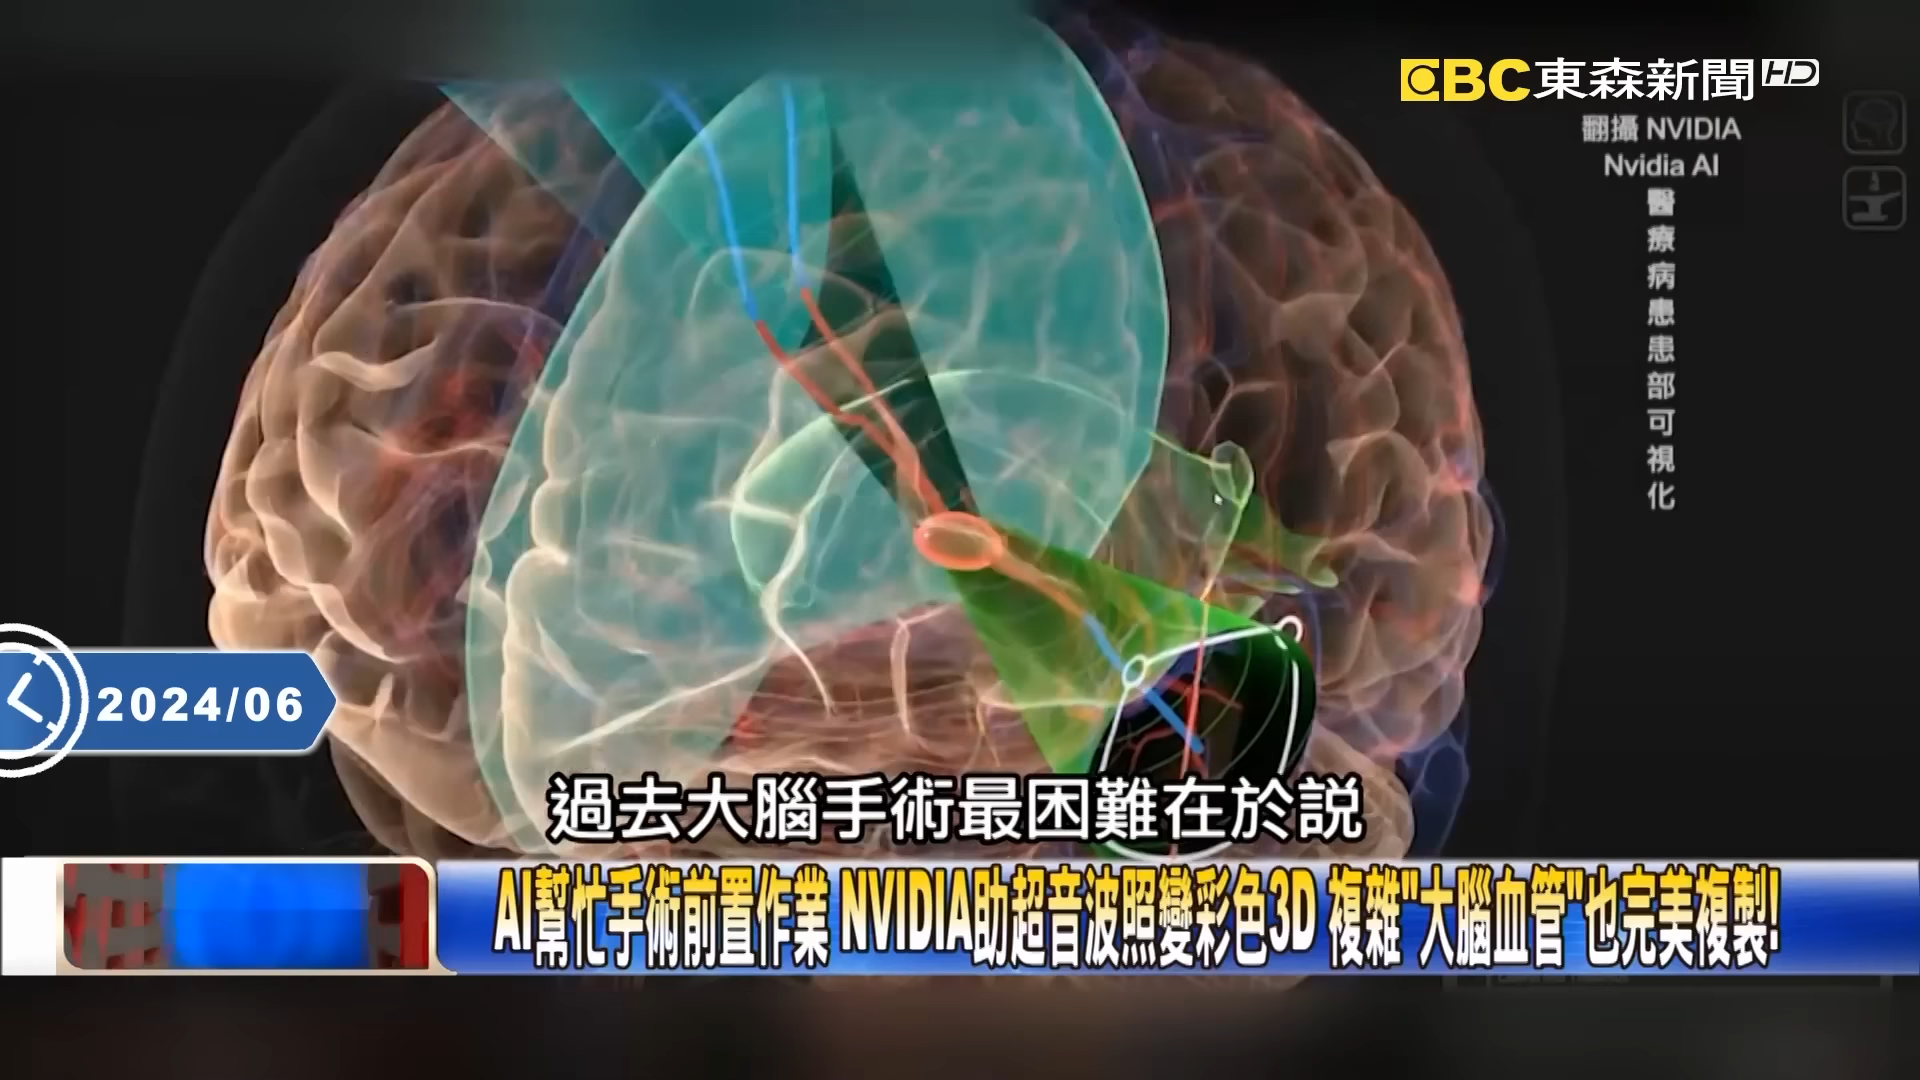 EBC東森新聞HD
翻攝 NVIDIA
Nvidia AI
醫療病患患部可視化
2024/06
過去大腦手術最困難在於説
AI幫忙手術前置作業 NVIDIA助超音波照變彩色3D 複雜"大腦血管"也完美複製!